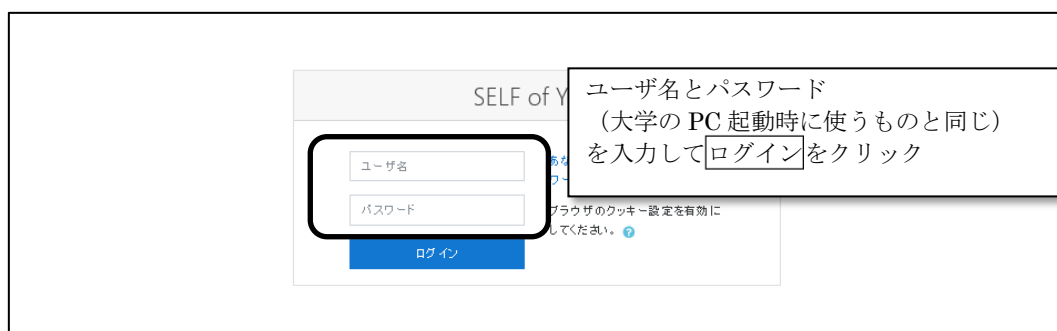 SELF of Y
ユーザ名とパスワード
（大学の PC 起動時に使うものと同じ）
を入力してログインをクリック
ユーザ名
あな
ワー
パスワード
ブラウザのクッキー設定を有効に
してください。
ログイン